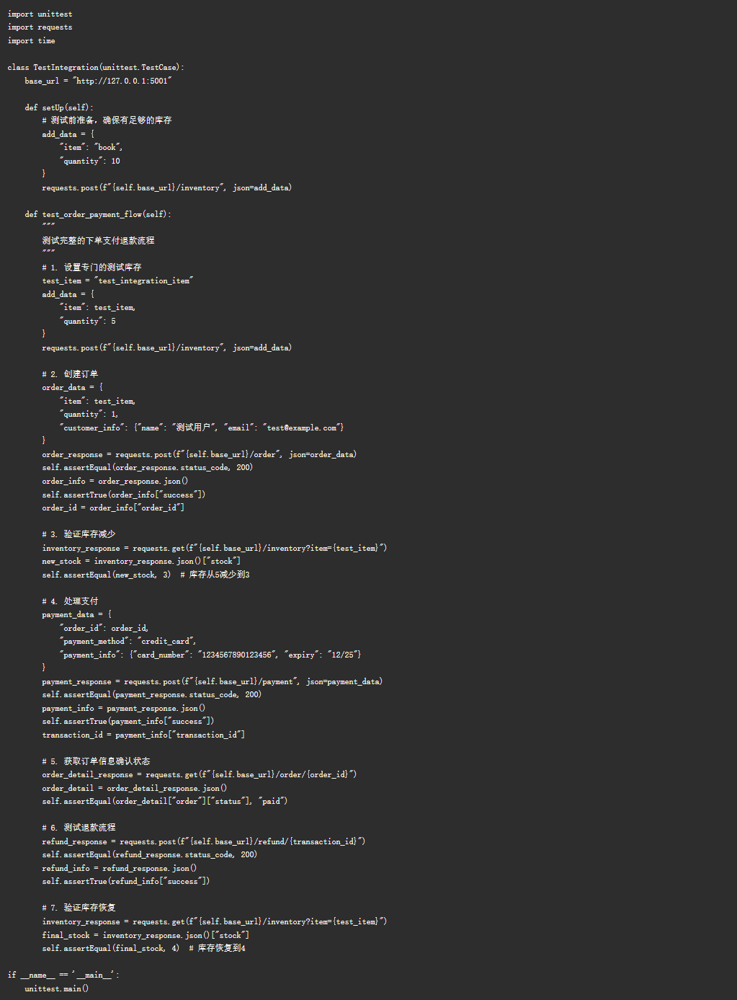 import unittest
import requests
import time
class TestIntegration(unittest.TestCase):
base_url = "http://127.0.0.1:5001"
def setUp(self):
# 测试前准备，确保有足够的库存
add_data = {
"item": "book",
"quantity": 10
}
requests.post(f"{self.base_url}/inventory", json=add_data)
def test_order_payment_flow(self):
"""
测试完整的下单支付退款流程
"""
# 1. 设置专门的测试库存
test_item = "test_integration_item"
add_data = {
"item": test_item,
"quantity": 5
}
requests.post(f"{self.base_url}/inventory", json=add_data)
# 2. 创建订单
order_data = {
"item": test_item,
"quantity": 1,
"customer_info": {"name": "测试用户", "email": "test@example.com"}
}
order_response = requests.post(f"{self.base_url}/order", json=order_data)
self.assertEqual(order_response.status_code, 200)
order_info = order_response.json()
self.assertTrue(order_info["success"])
order_id = order_info["order_id"]
# 3. 验证库存减少
inventory_response = requests.get(f"{self.base_url}/inventory?item={test_item}")
new_stock = inventory_response.json()["stock"]
self.assertEqual(new_stock, 3)  # 库存从5减少到3
# 4. 处理支付
payment_data = {
"order_id": order_id,
"payment_method": "credit_card",
"payment_info": {"card_number": "1234567890123456", "expiry": "12/25"}
}
payment_response = requests.post(f"{self.base_url}/payment", json=payment_data)
self.assertEqual(payment_response.status_code, 200)
payment_info = payment_response.json()
self.assertTrue(payment_info["success"])
transaction_id = payment_info["transaction_id"]
# 5. 获取订单信息确认状态
order_detail_response = requests.get(f"{self.base_url}/order/{order_id}")
order_detail = order_detail_response.json()
self.assertEqual(order_detail["order"]["status"], "paid")
# 6. 测试退款流程
refund_response = requests.post(f"{self.base_url}/refund/{transaction_id}")
self.assertEqual(refund_response.status_code, 200)
refund_info = refund_response.json()
self.assertTrue(refund_info["success"])
# 7. 验证库存恢复
inventory_response = requests.get(f"{self.base_url}/inventory?item={test_item}")
final_stock = inventory_response.json()["stock"]
self.assertEqual(final_stock, 4)  # 库存恢复到4
if __name__ == '__main__':
unittest.main()